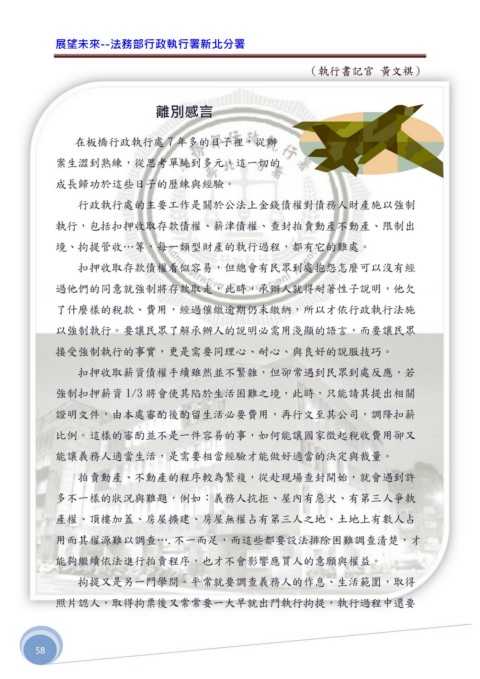 展望未來--法務部行政執行署新北分署
（執行書記官 黃文祺）
離別感言
在板橋行政執行處 7 年多的日子裡，從辦
案生澀到熟練，從思考單純到多元，這一切的
成長歸功於這些日子的歷練與經驗。
行政執行處的主要工作是關於公法上金錢債權對債務人財產施以強制
執行，包括扣押收取存款債權、薪津債權、查封拍賣動產不動產、限制出
境、拘提管收…等，每一類型財產的執行過程，都有它的難處。
扣押收取存款債權看似容易，但總會有民眾到處抱怨怎麼可以沒有經
過他們的同意就強制將存款取走，此時，承辦人就得耐著性子說明，他欠
了什麼樣的稅款、費用，經過催繳逾期仍未繳納，所以才依行政執行法施
以強制執行。要讓民眾了解承辦人的說明必需用淺顯的語言，而要讓民眾
接受強制執行的事實，更是需要同理心、耐心、與良好的說服技巧。
扣押收取薪資債權手續雖然並不繁雜，但卻常遇到民眾到處反應，若
強制扣押薪資 1/3 將會使其陷於生活困難之境，此時，只能請其提出相關
證明文件，由本處審酌後酌留生活必要費用，再行文至其公司，調降扣薪
比例。這樣的審酌並不是一件容易的事，如何能讓國家徵起稅收費用卻又
能讓義務人適當生活，是需要相當經驗才能做好適當的決定與裁量。
拍賣動產、不動產的程序較為繁複，從赴現場查封開始，就會遇到許
多不一樣的狀況與難題，例如：義務人抗拒、屋內有惡犬、有第三人爭執
產權、頂樓加蓋、房屋擴建、房屋無權占有第三人之地、土地上有數人占
用而其權源難以調查…. 不一而足，而這些都要設法排除困難調查清楚，才
能夠繼續依法進行拍賣程序，也才不會影響應買人的意願與權益。
拘提又是另一門學問。平常就要調查義務人的作息、生活範圍，取得
照片認人，取得拘票後又常常要一大早就出門執行拘提，執行過程中還要
58